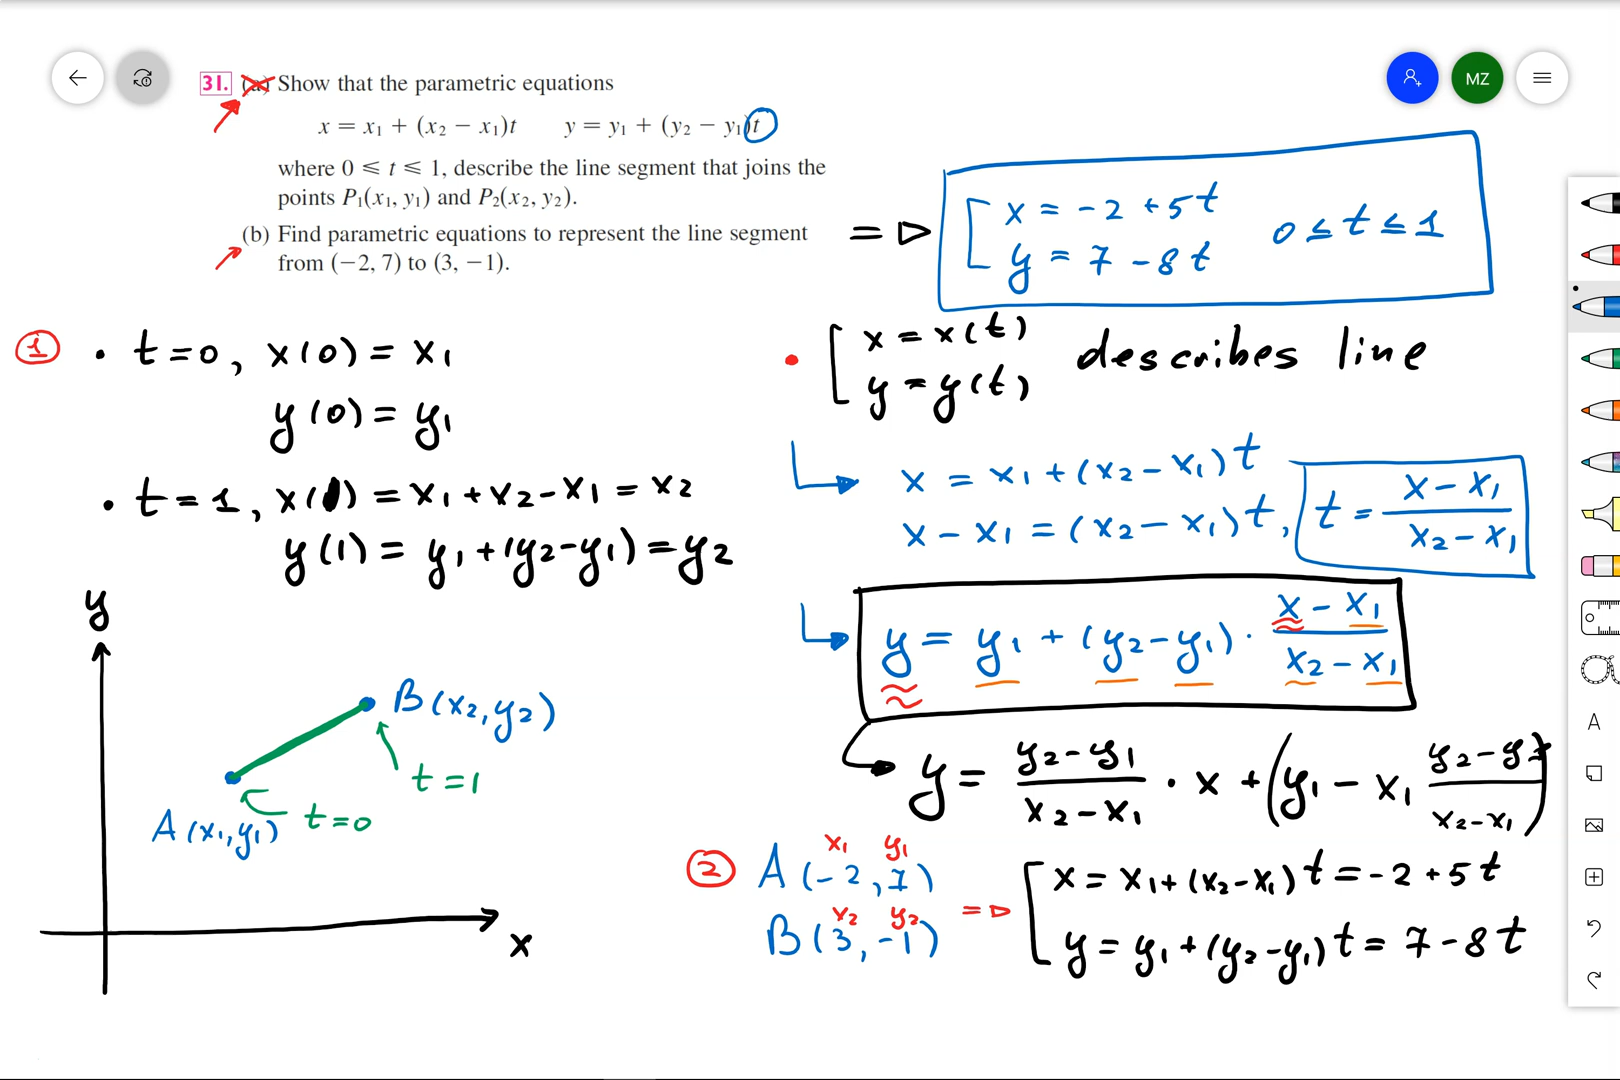 31. (a) Show that the parametric equations
x = x₁ + (x₂ − x₁)t y = y₁ + (y₂ − y₁)t
where 0 ⩽ t ⩽ 1, describe the line segment that joins the
points P₁(x₁, y₁) and P₂(x₂, y₂).
(b) Find parametric equations to represent the line segment
from (−2, 7) to (3, −1).
MZ
=> x = -2 + 5t
y = 7 - 8t 0 ≤ t ≤ 1
1 • t = 0, x(0) = x₁
y(0) = y₁
• t = 1, x(1) = x₁ + x₂ - x₁ = x₂
y(1) = y₁ + (y₂ - y₁) = y₂
y
B(x₂, y₂)
t = 1
A(x₁, y₁) t = 0
x
• x = x(t)
y = y(t) describes line
x = x₁ + (x₂ - x₁)t
x - x₁ = (x₂ - x₁)t, t = (x - x₁)/(x₂ - x₁)
y = y₁ + (y₂ - y₁) · (x - x₁)/(x₂ - x₁)
y = (y₂ - y₁)/(x₂ - x₁) · x + (y₁ - x₁ (y₂ - y₁)/(x₂ - x₁))
x₁ y₁
2 A(-2, 7)
x₂ y₂
B(3, -1)
=> x = x₁ + (x₂ - x₁)t = -2 + 5t
y = y₁ + (y₂ - y₁)t = 7 - 8t
A